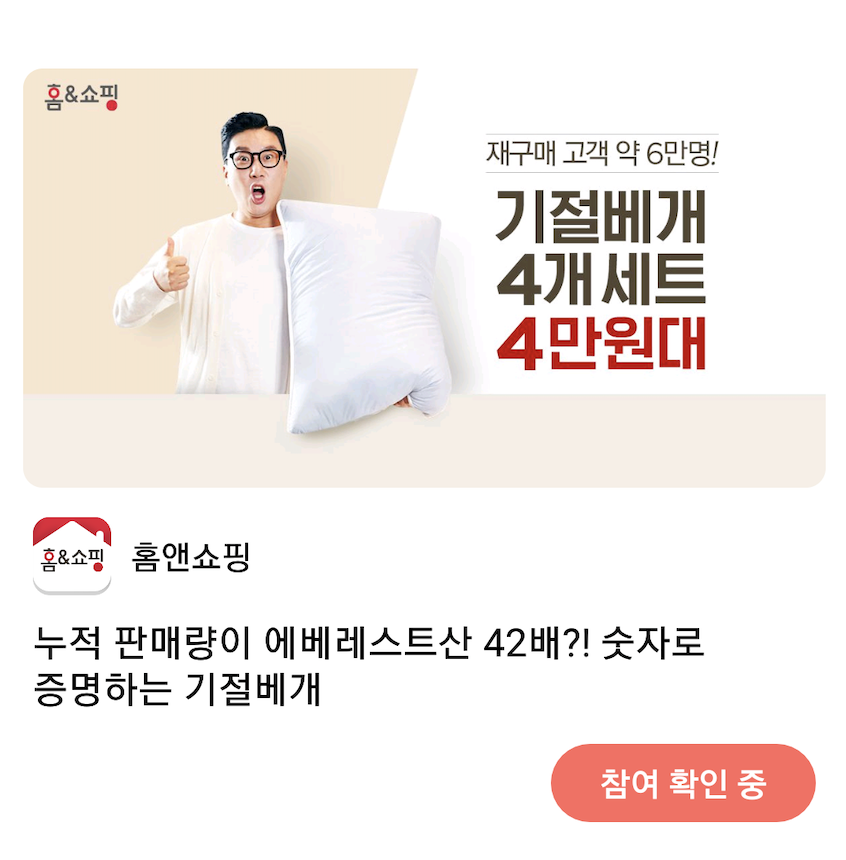 홈&쇼핑
재구매 고객 약 6만명!
기절베개
4개 세트
4만원대
홈&쇼핑
홈앤쇼핑
누적 판매량이 에베레스트산 42배?! 숫자로
증명하는 기절베개
참여 확인 중